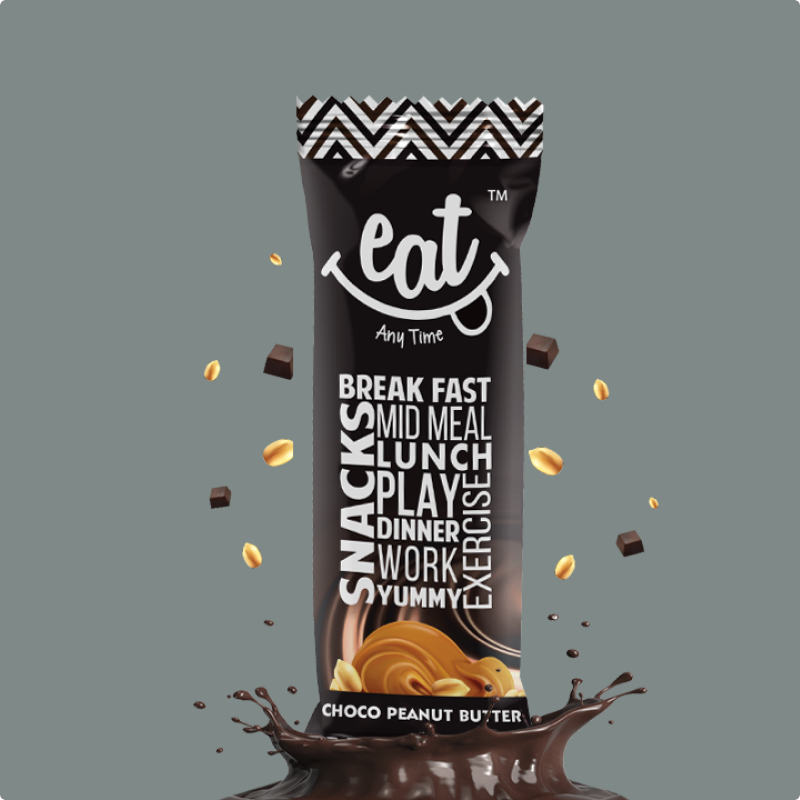 eat
TM
Any Time
BREAK FAST
SNACKS
MID MEAL
LUNCH
PLAY
DINNER
WORK
YUMMY
EXERCISE
CHOCO PEANUT BUTTER